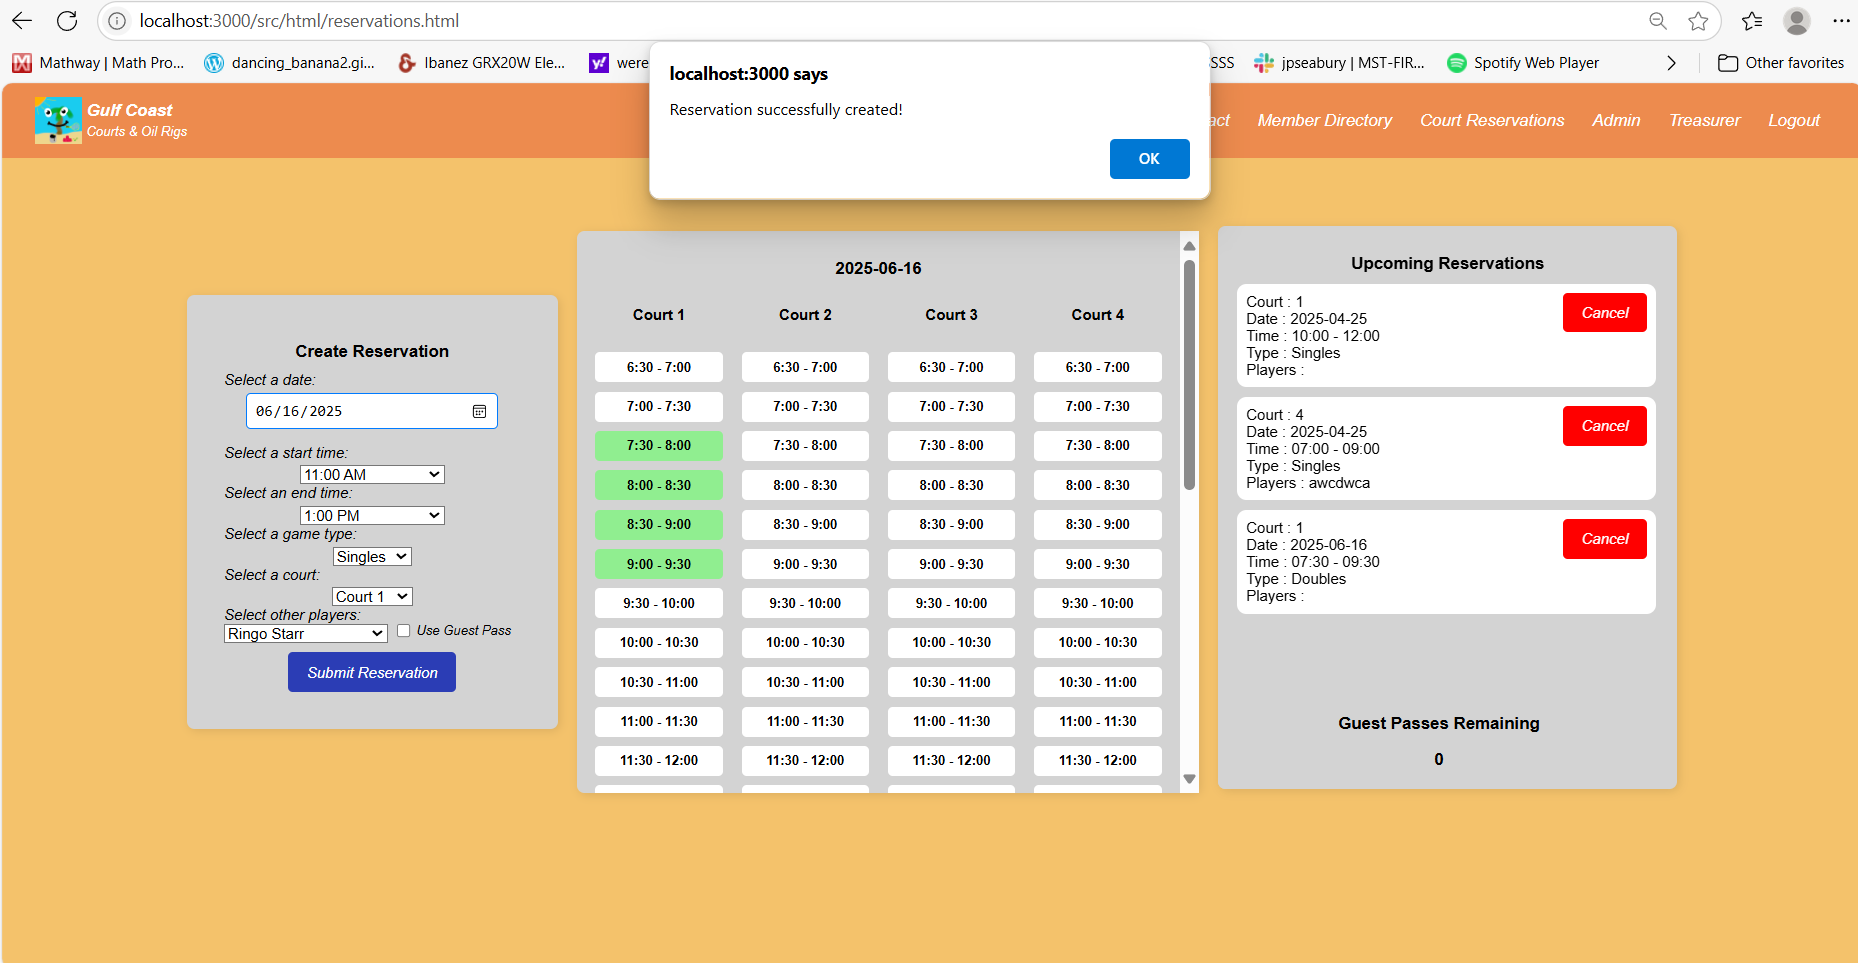 localhost:3000/src/html/reservations.html
Mathway | Math Pro...
dancing_banana2.gi...
Ibanez GRX20W Ele...
were
SSS
jpseabury | MST-FIR...
Spotify Web Player
Other favorites
localhost:3000 says
Reservation successfully created!
OK
Gulf Coast
Courts & Oil Rigs
act
Member Directory
Court Reservations
Admin
Treasurer
Logout
Create Reservation
Select a date:
06/16/2025
Select a start time:
11:00 AM
Select an end time:
1:00 PM
Select a game type:
Singles
Select a court:
Court 1
Select other players:
Ringo Starr
Use Guest Pass
Submit Reservation
2025-06-16
Court 1 Court 2 Court 3 Court 4
6:30 - 7:00 6:30 - 7:00 6:30 - 7:00 6:30 - 7:00
7:00 - 7:30 7:00 - 7:30 7:00 - 7:30 7:00 - 7:30
7:30 - 8:00 7:30 - 8:00 7:30 - 8:00 7:30 - 8:00
8:00 - 8:30 8:00 - 8:30 8:00 - 8:30 8:00 - 8:30
8:30 - 9:00 8:30 - 9:00 8:30 - 9:00 8:30 - 9:00
9:00 - 9:30 9:00 - 9:30 9:00 - 9:30 9:00 - 9:30
9:30 - 10:00 9:30 - 10:00 9:30 - 10:00 9:30 - 10:00
10:00 - 10:30 10:00 - 10:30 10:00 - 10:30 10:00 - 10:30
10:30 - 11:00 10:30 - 11:00 10:30 - 11:00 10:30 - 11:00
11:00 - 11:30 11:00 - 11:30 11:00 - 11:30 11:00 - 11:30
11:30 - 12:00 11:30 - 12:00 11:30 - 12:00 11:30 - 12:00
Upcoming Reservations
Court : 1
Date : 2025-04-25
Time : 10:00 - 12:00
Type : Singles
Players :
Cancel
Court : 4
Date : 2025-04-25
Time : 07:00 - 09:00
Type : Singles
Players : awcdwca
Cancel
Court : 1
Date : 2025-06-16
Time : 07:30 - 09:30
Type : Doubles
Players :
Cancel
Guest Passes Remaining
0